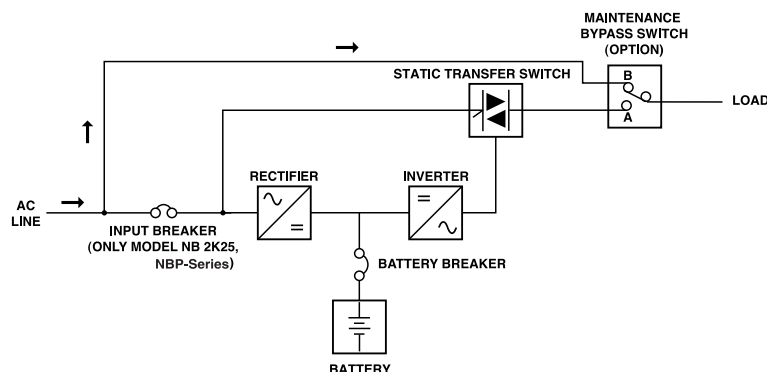 MAINTENANCE
BYPASS SWITCH
(OPTION)
STATIC TRANSFER SWITCH
B
A
LOAD
RECTIFIER
INVERTER
AC
LINE
INPUT BREAKER
(ONLY MODEL NB 2K25,
NBP-Series)
BATTERY BREAKER
BATTERY